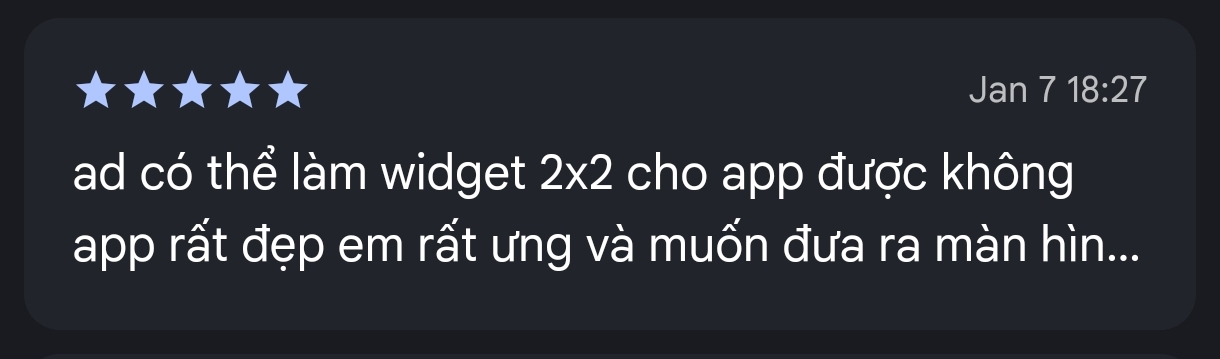 Jan 7 18:27
ad có thể làm widget 2x2 cho app được không
app rất đẹp em rất ưng và muốn đưa ra màn hìn...